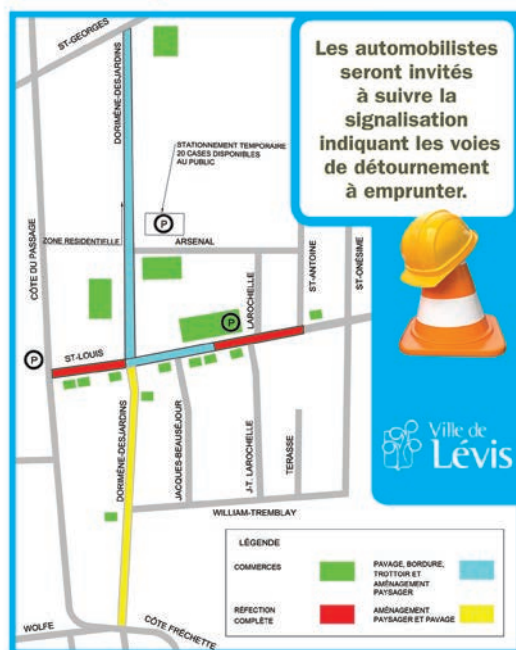 Les automobilistes
seront invités
à suivre la
signalisation
indiquant les voies
de détournement
à emprunter.
ST-GEORGES
DORIMÈNE-DESJARDINS
STATIONNEMENT TEMPORAIRE
20 CASES DISPONIBLES
AU PUBLIC
P
ZONE RESIDENTIELLE
ARSENAL
CÔTE DU PASSAGE
LAROCHELLE
ST-ANTOINE
ST-ONÉSIME
P
P
ST-LOUIS
DORIMÈNE-DESJARDINS
JACQUES-BEAUSÉJOUR
J-T. LAROCHELLE
TERASSE
WILLIAM-TREMBLAY
WOLFE
CÔTE FRÉCHETTE
Ville de
Lévis
LÉGENDE
COMMERCES
PAVAGE, BORDURE,
TROTTOIR ET
AMÉNAGEMENT
PAYSAGER
RÉFECTION
COMPLÈTE
AMÉNAGEMENT
PAYSAGER ET PAVAGE